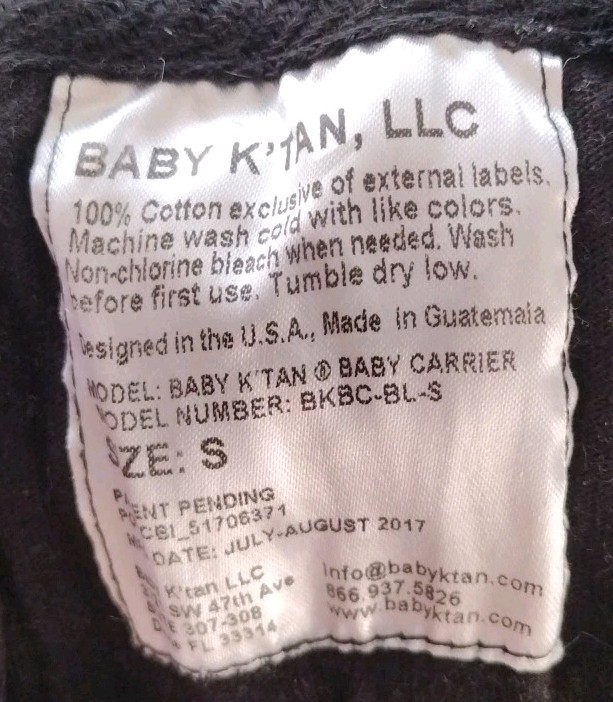 BABY K'TAN, LLC
100% Cotton exclusive of external labels.
Machine wash cold with like colors.
Non-chlorine bleach when needed. Wash
before first use. Tumble dry low.
Designed in the U.S.A., Made in Guatemala
MODEL: BABY K'TAN ® BABY CARRIER
MODEL NUMBER: BKBC-BL-S
SIZE: S
PATENT PENDING
CBI_51706371
DATE: JULY-AUGUST 2017
K'tan LLC
SW 47th Ave
307-308
FL 33314
info@babyktan.com
866.937.5826
www.babyktan.com